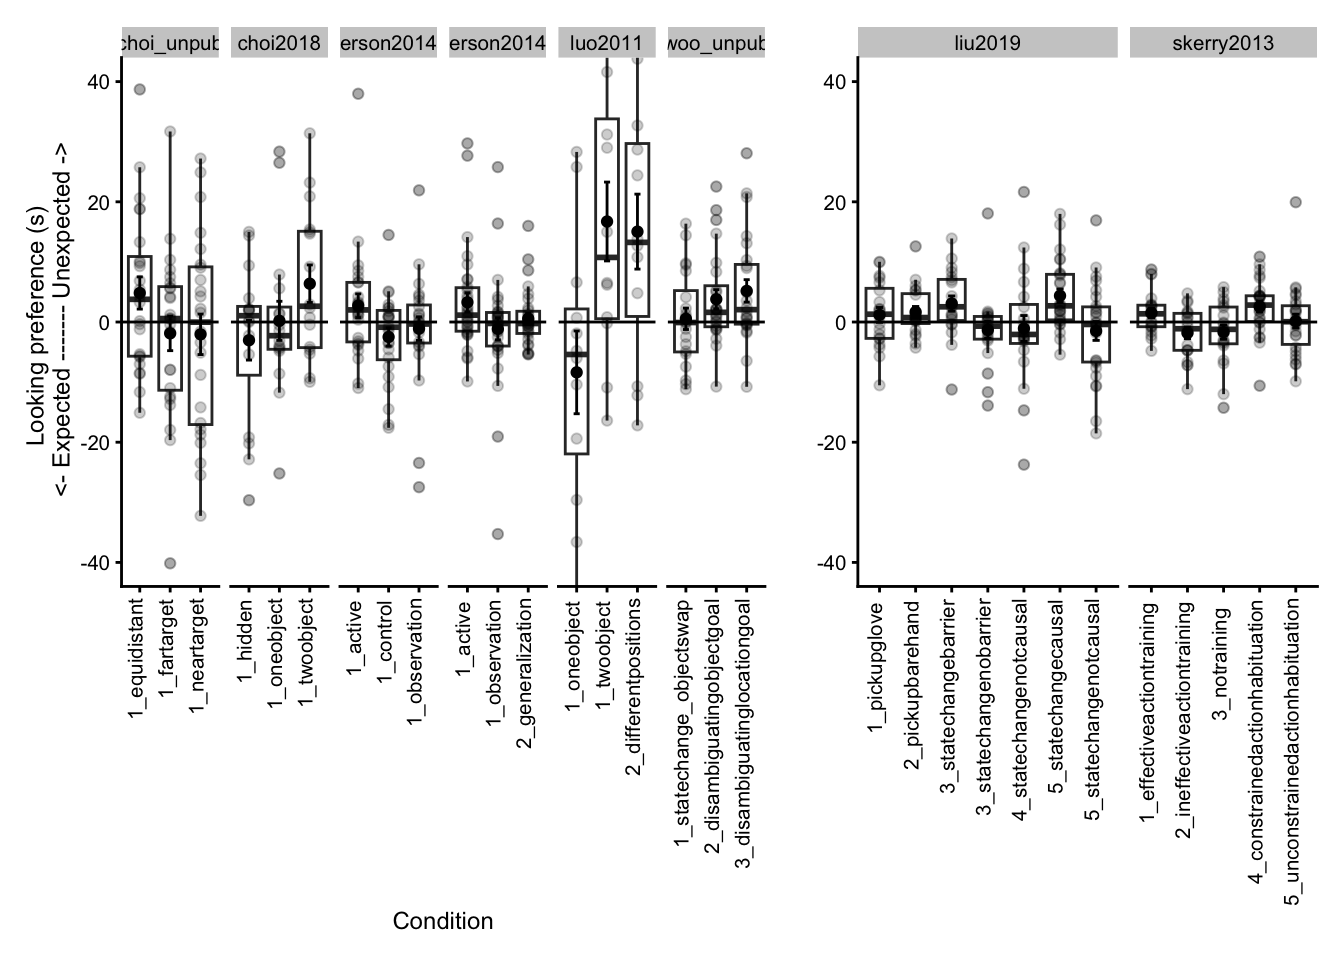 choi_unpub
choi2018
erson2014
erson2014
luo2011
woo_unpub
liu2019
skerry2013
Looking preference (s)
<- Expected ------- Unexpected ->
40
20
0
-20
-40
40
20
0
-20
-40
1_equidistant
1_fartarget
1_neartarget
1_hidden
1_oneobject
1_twoobject
1_active
1_control
1_observation
1_active
1_observation
2_generalization
1_oneobject
1_twoobject
2_differentpositions
1_statechange_objectswap
2_disambiguatingobjectgoal
3_disambiguatinglocationgoal
1_pickupglove
2_pickupbarehand
3_statechangebarrier
3_statechangenobarrier
4_statechangenotcausal
5_statechangecausal
5_statechangenotcausal
1_effectiveactiontraining
2_ineffectiveactiontraining
3_notraining
4_constrainedactionhabituation
5_unconstrainedactionhabituation
Condition